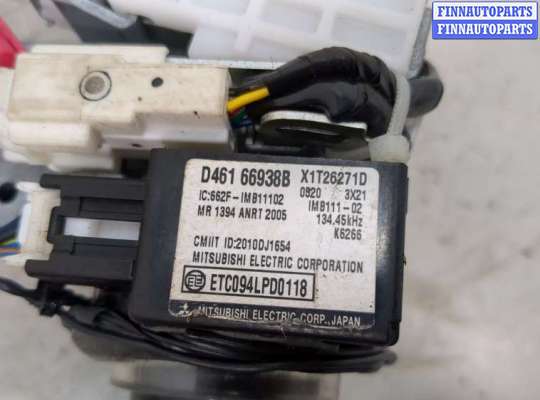 FINNAUTOPARTS
FINNAUTOPARTS
D461 66938B X1T26271D
IC:662F-IMB11102 0920 3X21
MR 1394 ANRT 2005 IMB111-02
134.45kHz
K6266
CMIIT ID:2010DJ1654
MITSUBISHI ELECTRIC CORPORATION
ETC094LPD0118
MITSUBISHI ELECTRIC CORP., JAPAN